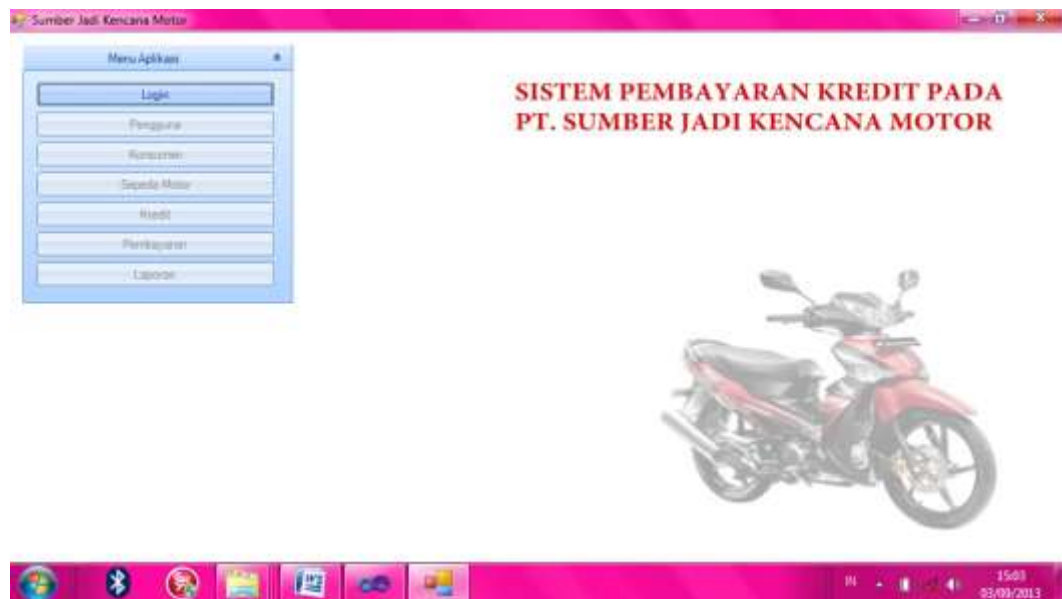 Sumber Jadi Kencana Motor
Menu Aplikasi
Login
Pengguna
Konsumen
Sepeda Motor
Kredit
Pembayaran
Laporan
SISTEM PEMBAYARAN KREDIT PADA
PT. SUMBER JADI KENCANA MOTOR
IN
15:03
03/09/2013